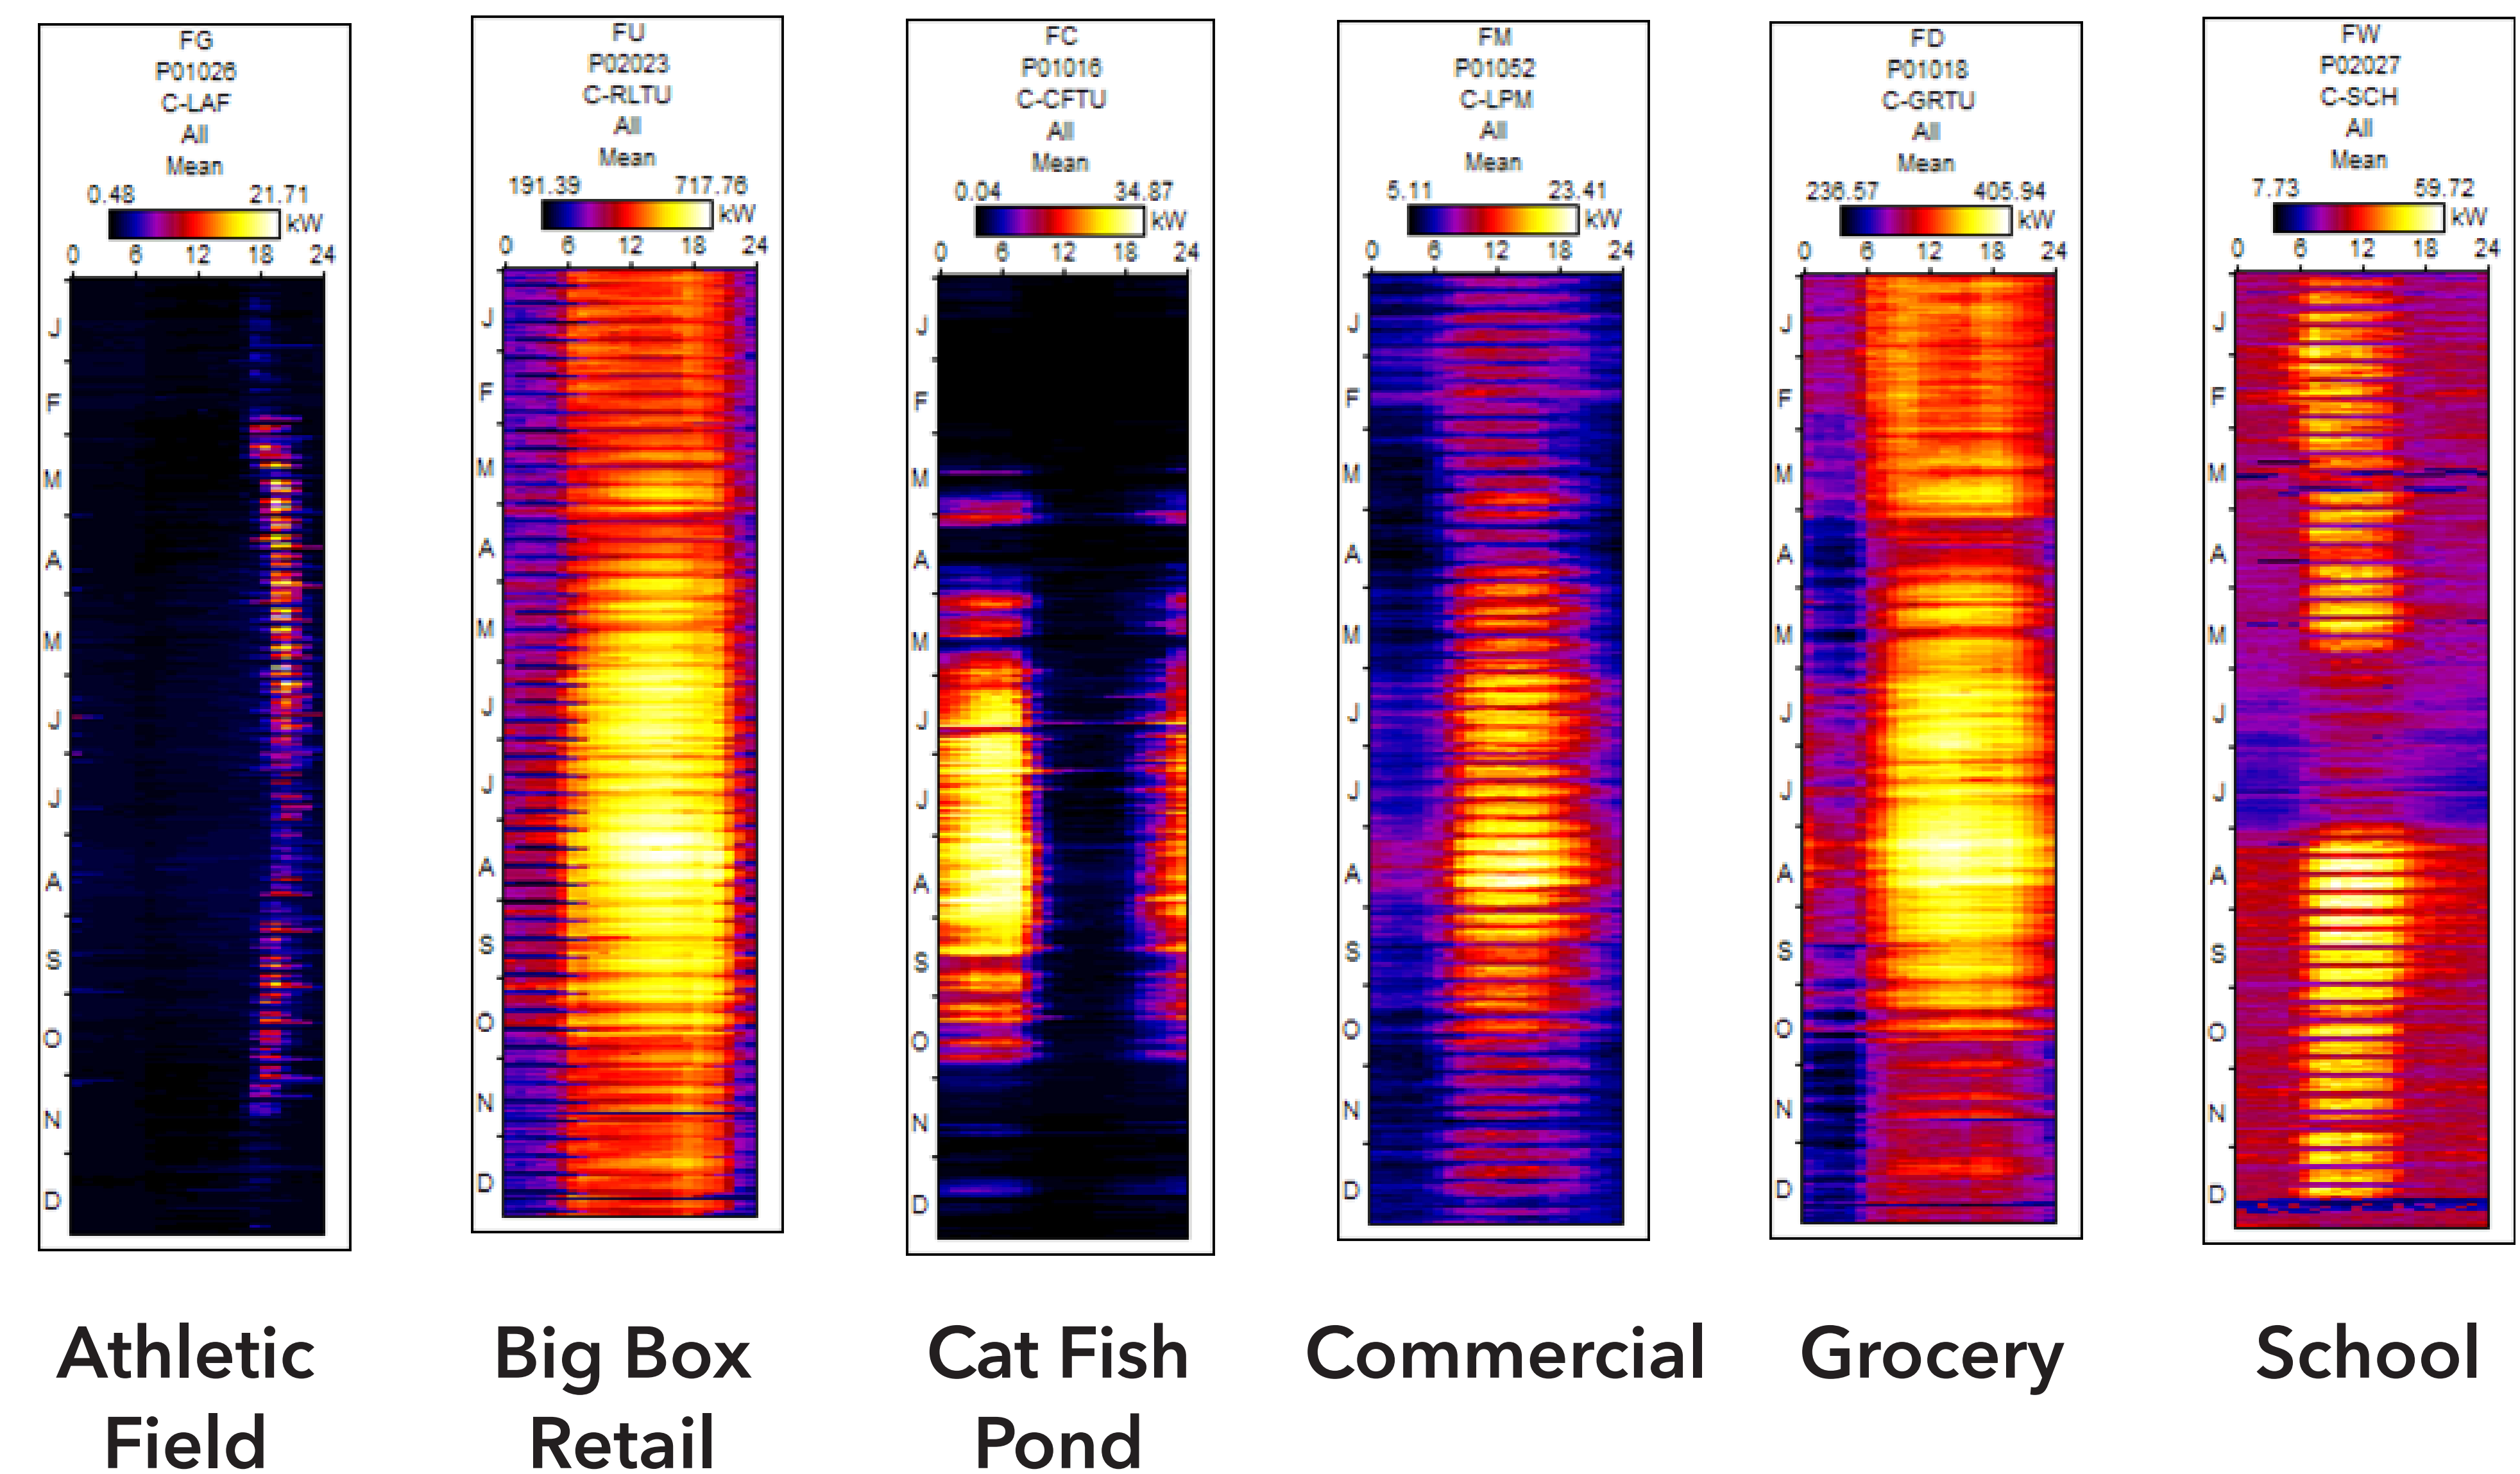 FG
P01026
C-LAF
All
Mean
0.48 21.71
kW
0 6 12 18 24
J
F
M
A
M
J
J
A
S
O
N
D
Athletic
Field
FU
P02023
C-RLTU
All
Mean
191.39 717.76
kW
0 6 12 18 24
J
F
M
A
M
J
J
A
S
O
N
D
Big Box
Retail
FC
P01016
C-CFTU
All
Mean
0.04 34.87
kW
0 6 12 18 24
J
F
M
A
M
J
J
A
S
O
N
D
Cat Fish
Pond
FM
P01052
C-LPM
All
Mean
5.11 23.41
kW
0 6 12 18 24
J
F
M
A
M
J
J
A
S
O
N
D
Commercial
FD
P01018
C-GRTU
All
Mean
236.57 405.94
kW
0 6 12 18 24
J
F
M
A
M
J
J
A
S
O
N
D
Grocery
FW
P02027
C-SCH
All
Mean
7.73 59.72
kW
0 6 12 18 24
J
F
M
A
M
J
J
A
S
O
N
D
School